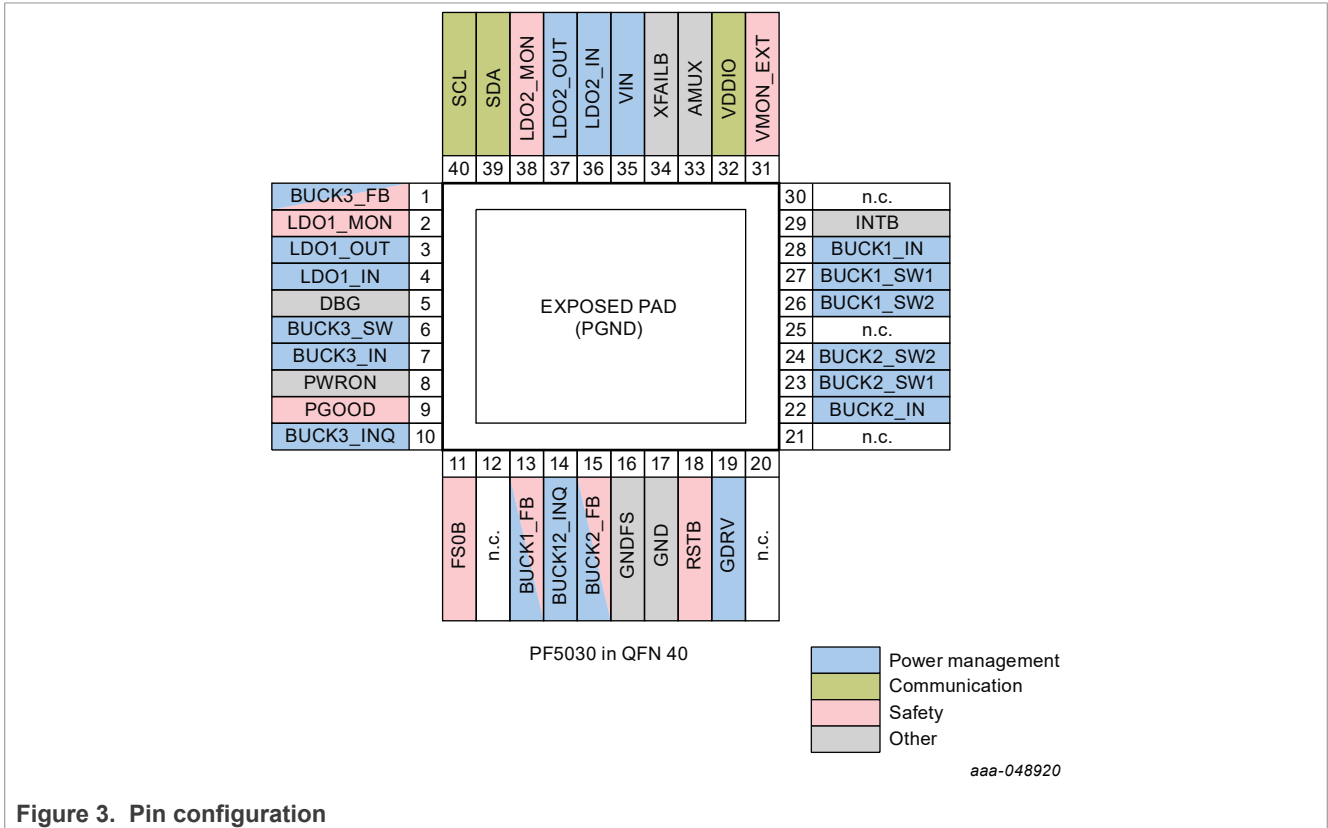 SCL
SDA
LDO2_MON
LDO2_OUT
LDO2_IN
VIN
XFAILB
AMUX
VDDIO
VMON_EXT
40 39 38 37 36 35 34 33 32 31
BUCK3_FB 1
LDO1_MON 2
LDO1_OUT 3
LDO1_IN 4
DBG 5
BUCK3_SW 6
BUCK3_IN 7
PWRON 8
PGOOD 9
BUCK3_INQ 10
EXPOSED PAD
(PGND)
30 n.c.
29 INTB
28 BUCK1_IN
27 BUCK1_SW1
26 BUCK1_SW2
25 n.c.
24 BUCK2_SW2
23 BUCK2_SW1
22 BUCK2_IN
21 n.c.
11 12 13 14 15 16 17 18 19 20
FS0B
n.c.
BUCK1_FB
BUCK12_INQ
BUCK2_FB
GNDFS
GND
RSTB
GDRV
n.c.
PF5030 in QFN 40
Power management
Communication
Safety
Other
aaa-048920
Figure 3. Pin configuration